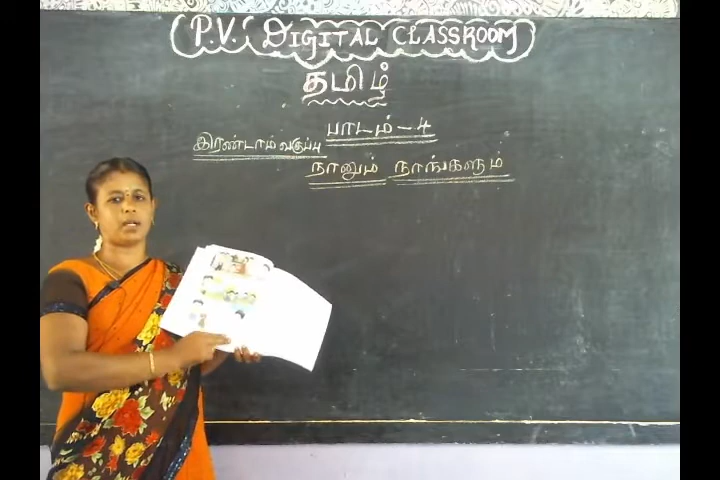 P.V. DIGITAL CLASSROOM
தமிழ்
பாடம் - 4
இரண்டாம் வகுப்பு
நானும் நாங்களும்